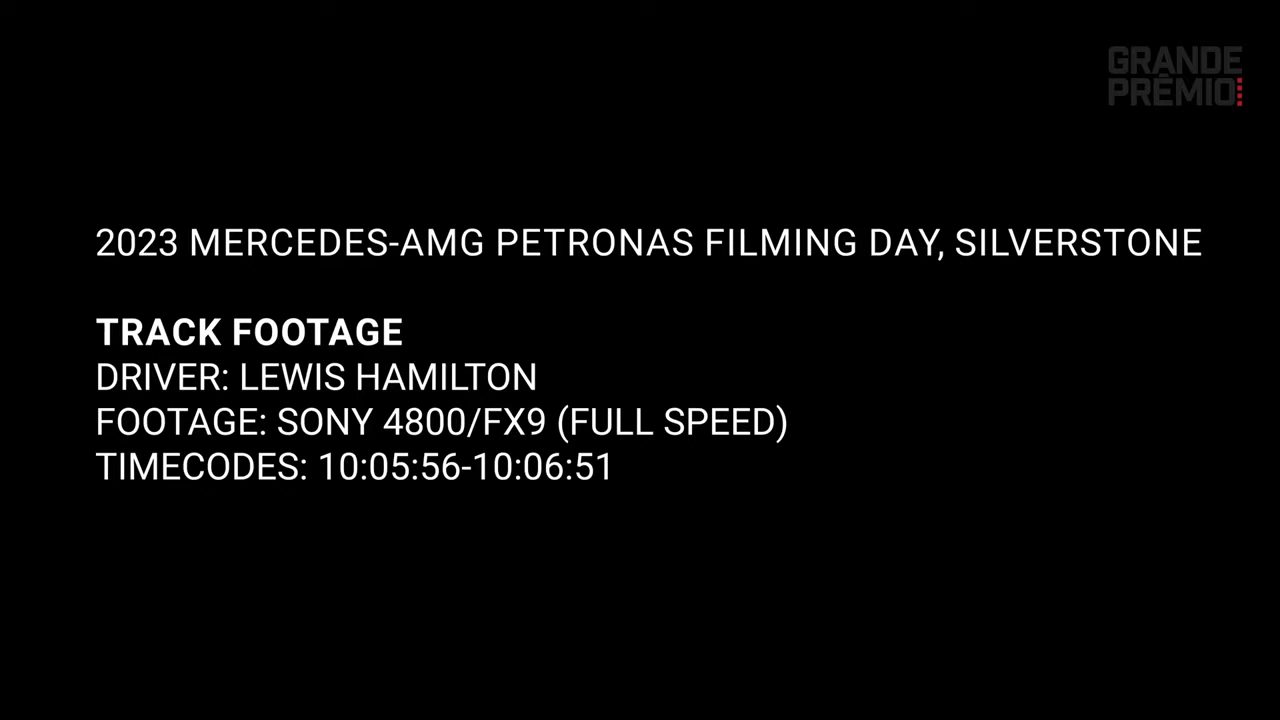 GRANDE
PRÊMIO
2023 MERCEDES-AMG PETRONAS FILMING DAY, SILVERSTONE
TRACK FOOTAGE
DRIVER: LEWIS HAMILTON
FOOTAGE: SONY 4800/FX9 (FULL SPEED)
TIMECODES: 10:05:56-10:06:51